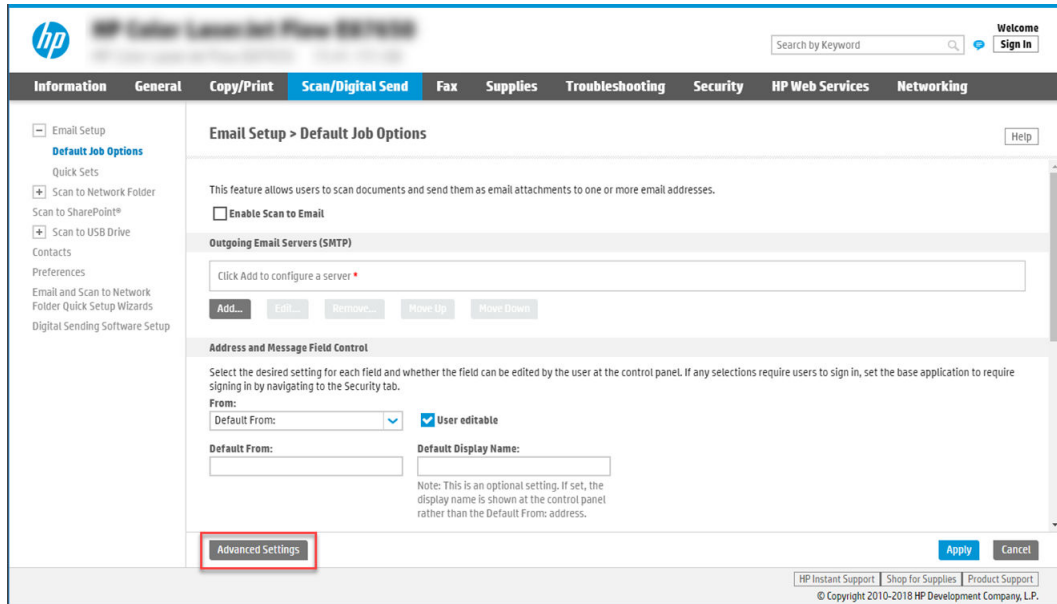 hp
Welcome
Search by Keyword
Sign In
Information General Copy/Print Scan/Digital Send Fax Supplies Troubleshooting Security HP Web Services Networking
Email Setup
Default Job Options
Quick Sets
Scan to Network Folder
Scan to SharePoint®
Scan to USB Drive
Contacts
Preferences
Email and Scan to Network
Folder Quick Setup Wizards
Digital Sending Software Setup
Email Setup > Default Job Options
Help
This feature allows users to scan documents and send them as email attachments to one or more email addresses.
Enable Scan to Email
Outgoing Email Servers (SMTP)
Click Add to configure a server *
Add... Edit... Remove... Move Up Move Down
Address and Message Field Control
Select the desired setting for each field and whether the field can be edited by the user at the control panel. If any selections require users to sign in, set the base application to require
signing in by navigating to the Security tab.
From:
Default From: User editable
Default From: Default Display Name:
Note: This is an optional setting. If set, the
display name is shown at the control panel
rather than the Default From: address.
Advanced Settings Apply Cancel
HP Instant Support Shop for Supplies Product Support
© Copyright 2010-2018 HP Development Company, L.P.